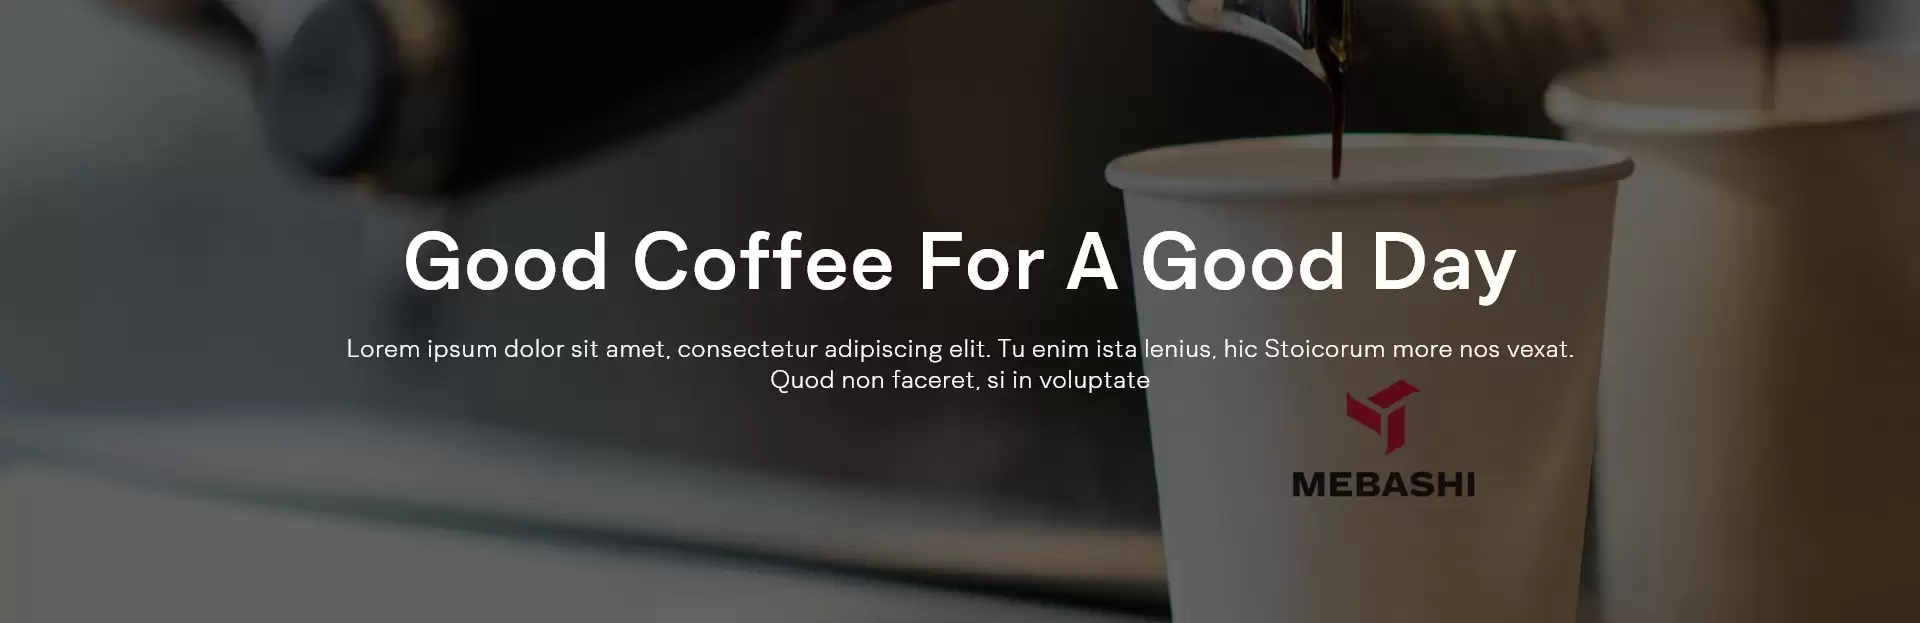 Good Coffee For A Good Day
Lorem ipsum dolor sit amet, consectetur adipiscing elit. Tu enim ista lenius, hic Stoicorum more nos vexat.
Quod non faceret, si in voluptate
MEBASHI